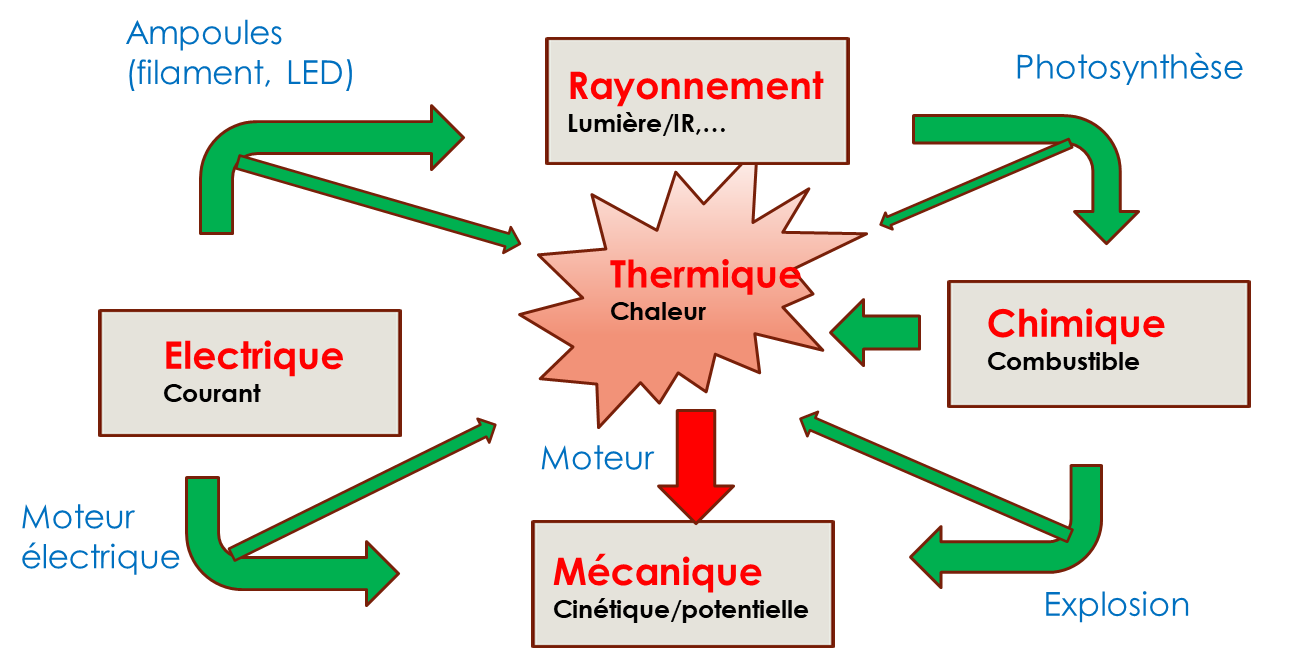 Ampoules
(filament, LED)
Rayonnement
Lumière/IR,...
Photosynthèse
Thermique
Chaleur
Chimique
Combustible
Electrique
Courant
Moteur
Moteur
électrique
Mécanique
Cinétique/potentielle
Explosion